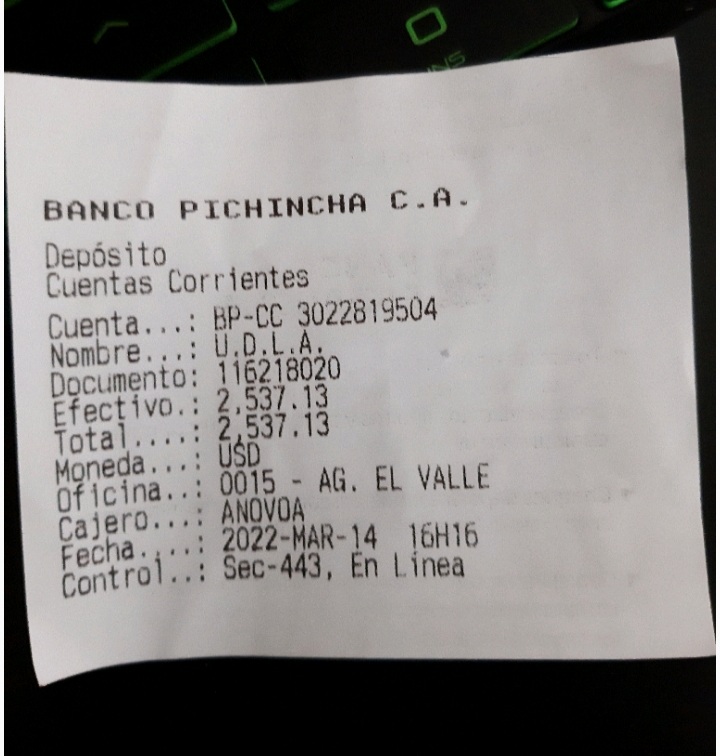 BANCO PICHINCHA C.A.
Depósito
Cuentas Corrientes
Cuenta...: BP-CC 3022819504
Nombre...: U.D.L.A.
Documento: 116218020
Efectivo.: 2,537.13
Total....: 2,537.13
Moneda...: USD
Oficina..: 0015 - AG. EL VALLE
Cajero...: ANOVOA
Fecha....: 2022-MAR-14 16H16
Control..: Sec-443, En Línea